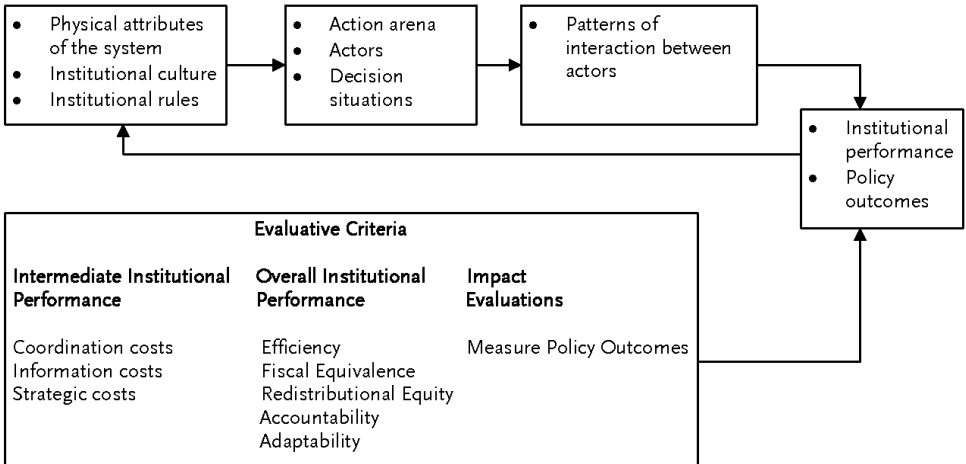 • Physical attributes
of the system
• Institutional culture
• Institutional rules
• Action arena
• Actors
• Decision
situations
• Patterns of
interaction between
actors
• Institutional
performance
• Policy
outcomes
Evaluative Criteria
Intermediate Institutional
Performance
Coordination costs
Information costs
Strategic costs
Overall Institutional
Performance
Efficiency
Fiscal Equivalence
Redistributional Equity
Accountability
Adaptability
Impact
Evaluations
Measure Policy Outcomes